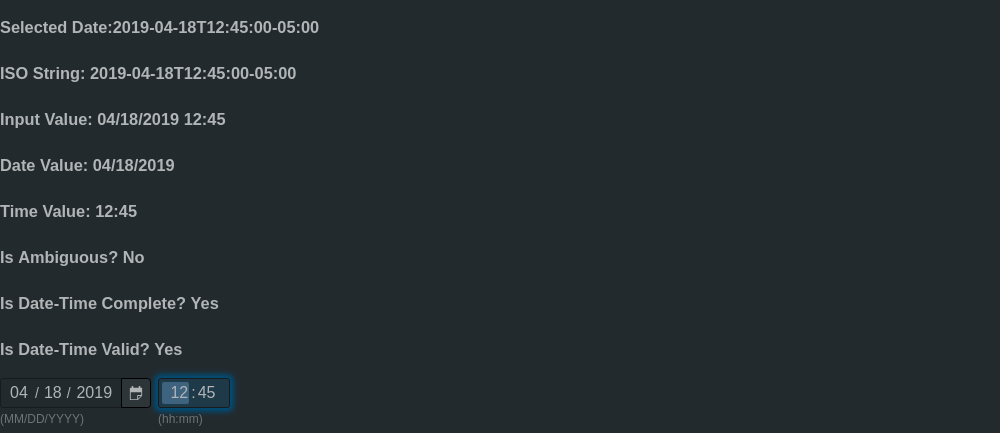 Selected Date:2019-04-18T12:45:00-05:00
ISO String: 2019-04-18T12:45:00-05:00
Input Value: 04/18/2019 12:45
Date Value: 04/18/2019
Time Value: 12:45
Is Ambiguous? No
Is Date-Time Complete? Yes
Is Date-Time Valid? Yes
04 / 18 / 2019 12:45
(MM/DD/YYYY) (hh:mm)